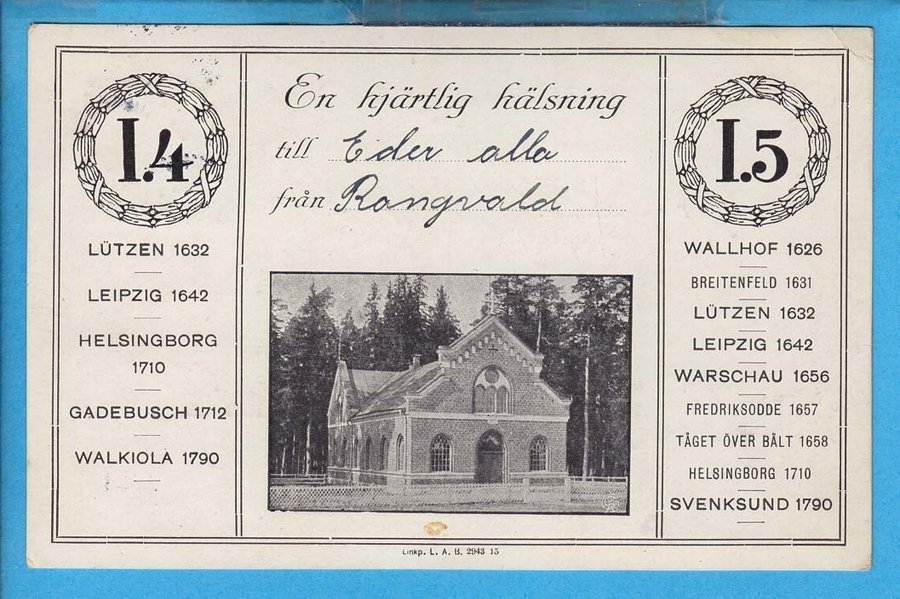 En hjärtlig hälsning
till Eder alla
från Rangvald
I.4
LÜTZEN 1632
LEIPZIG 1642
HELSINGBORG
1710
GADEBUSCH 1712
WALKIOLA 1790
I.5
WALLHOF 1626
BREITENFELD 1631
LÜTZEN 1632
LEIPZIG 1642
WARSCHAU 1656
FREDRIKSODDE 1657
TÅGET ÖVER BÄLT 1658
HELSINGBORG 1710
SVENKSUND 1790
Linkp. L. A. B. 2943 15